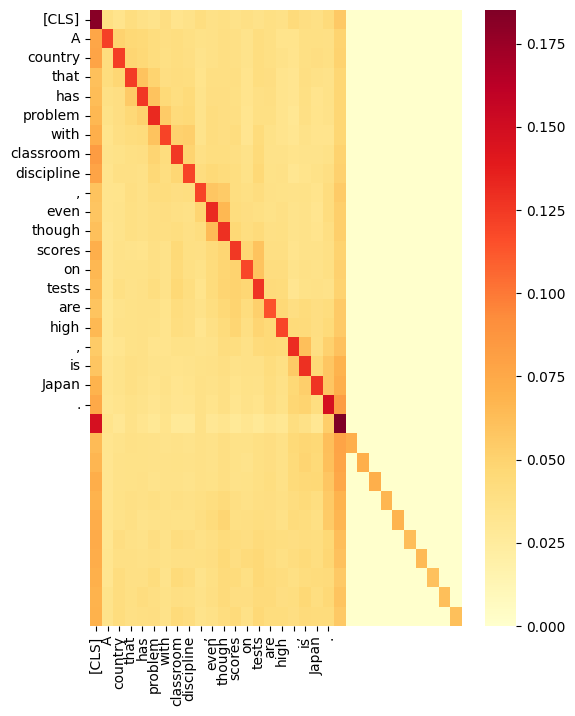 [CLS]
A
country
that
has
problem
with
classroom
discipline
,
even
though
scores
on
tests
are
high
,
is
Japan
.
[CLS]
A
country
that
has
problem
with
classroom
discipline
,
even
though
scores
on
tests
are
high
,
is
Japan
.
0.175
0.150
0.125
0.100
0.075
0.050
0.025
0.000